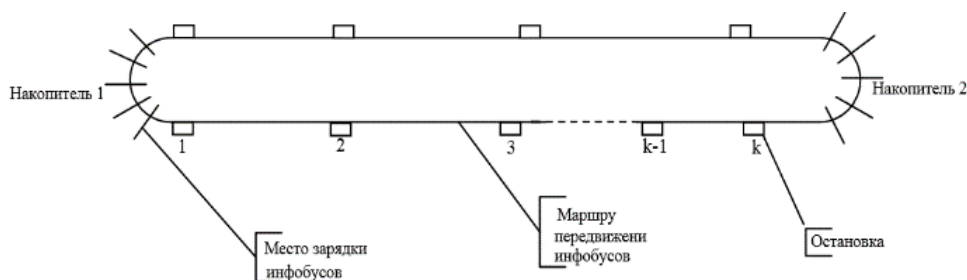 Накопитель 1
Накопитель 2
1
2
3
k-1
k
Место зарядки
инфобусов
Маршру
передвижени
инфобусов
Остановка